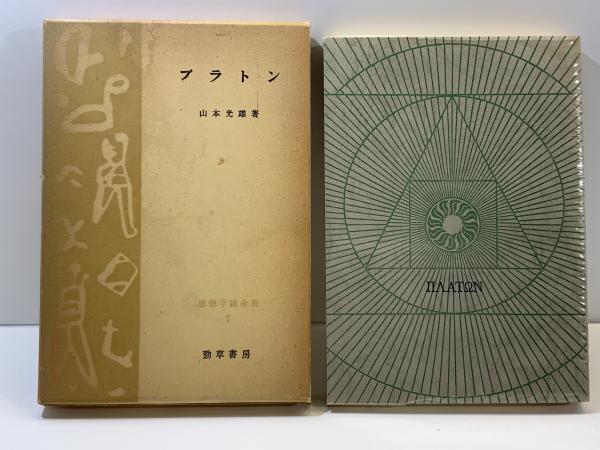 プラトン
山本光雄著
思想学説全書
7
勁草書房
ΠΛΑΤΩΝ